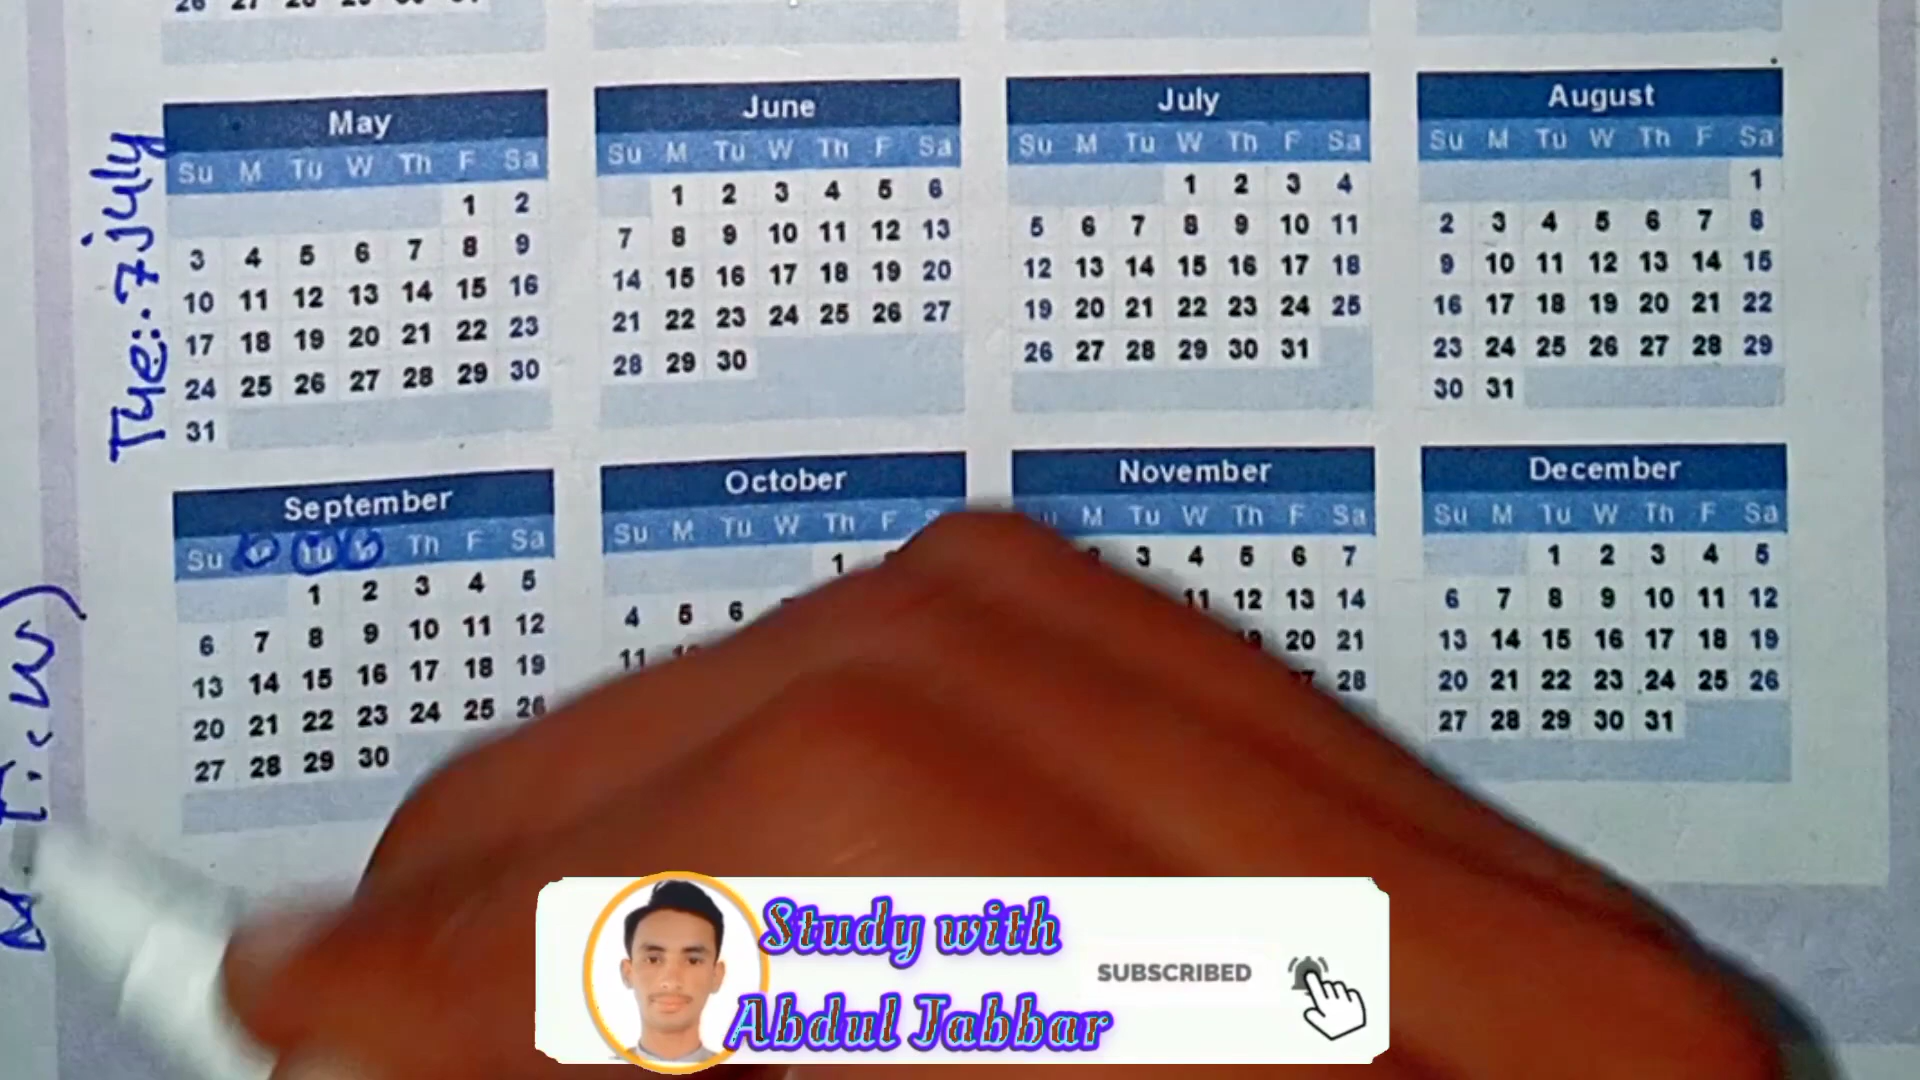 May
Su M Tu W Th F Sa
1 2
3 4 5 6 7 8 9
10 11 12 13 14 15 16
17 18 19 20 21 22 23
24 25 26 27 28 29 30
31
June
Su M Tu W Th F Sa
1 2 3 4 5 6
7 8 9 10 11 12 13
14 15 16 17 18 19 20
21 22 23 24 25 26 27
28 29 30
July
Su M Tu W Th F Sa
1 2 3 4
5 6 7 8 9 10 11
12 13 14 15 16 17 18
19 20 21 22 23 24 25
26 27 28 29 30 31
August
Su M Tu W Th F Sa
1
2 3 4 5 6 7 8
9 10 11 12 13 14 15
16 17 18 19 20 21 22
23 24 25 26 27 28 29
30 31
Tue: 7 july
September
Su Tu Th F Sa
1 2 3 4 5
6 7 8 9 10 11 12
13 14 15 16 17 18 19
20 21 22 23 24 25 26
27 28 29 30
October
Su M Tu W Th F
1
4 5 6
11
November
M Tu W Th F Sa
3 4 5 6 7
11 12 13 14
20 21
28
December
Su M Tu W Th F Sa
1 2 3 4 5
6 7 8 9 10 11 12
13 14 15 16 17 18 19
20 21 22 23 24 25 26
27 28 29 30 31
Study with
Abdul Jabbar
SUBSCRIBED